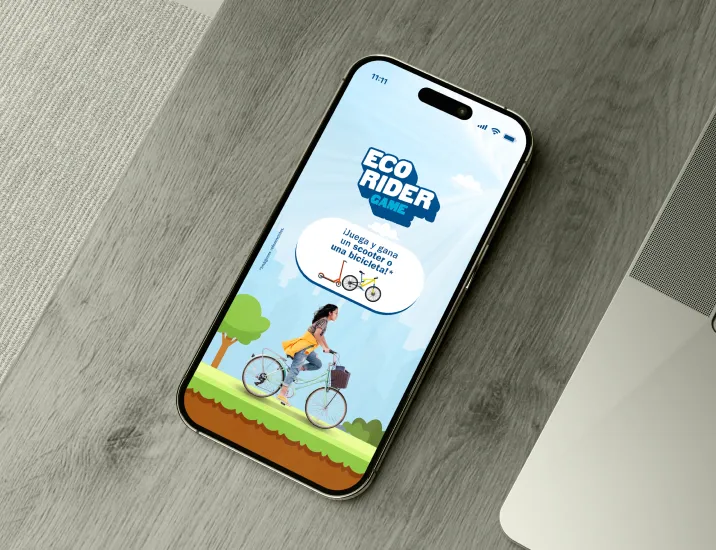 11:11
ECO
RIDER
GAME
¡Juega y gana
un scooter o
una bicicleta!*